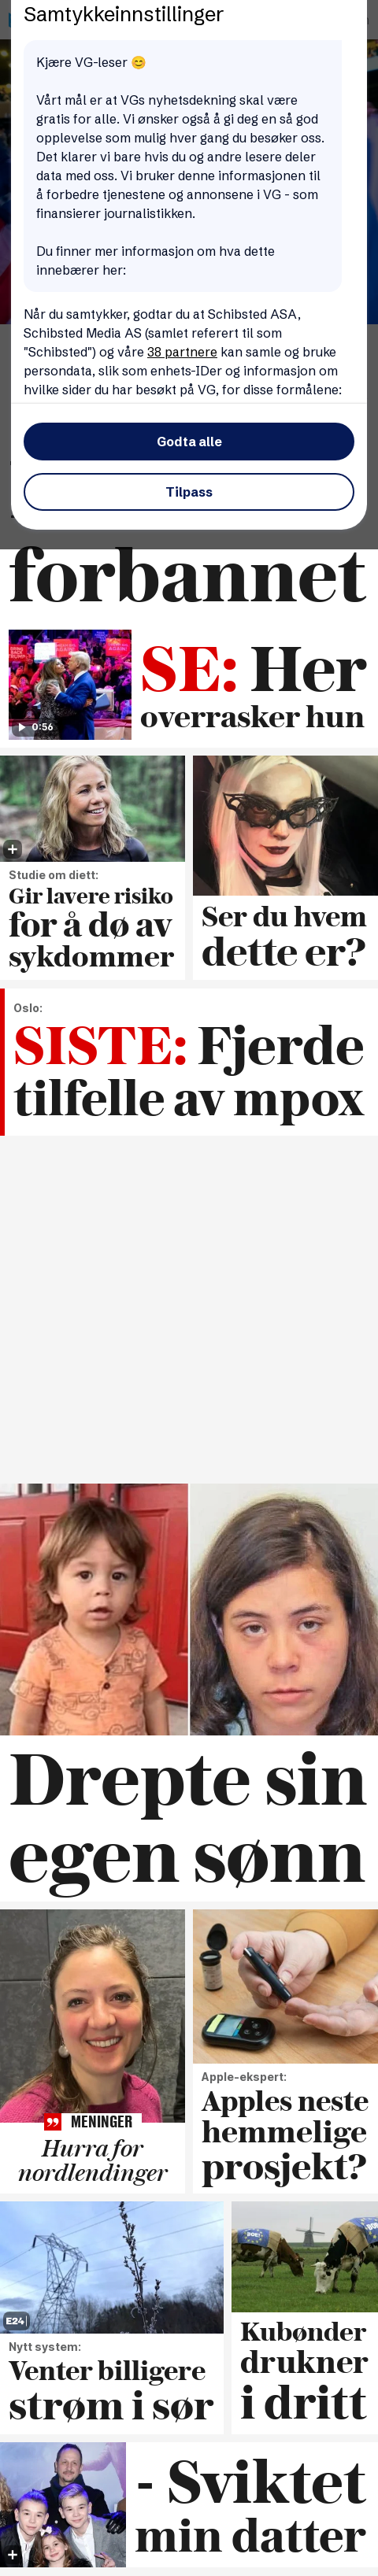 Samtykkeinnstillinger
Kjære VG-leser 😊
Vårt mål er at VGs nyhetsdekning skal være
gratis for alle. Vi ønsker også å gi deg en så god
opplevelse som mulig hver gang du besøker oss.
Det klarer vi bare hvis du og andre lesere deler
data med oss. Vi bruker denne informasjonen til
å forbedre tjenestene og annonsene i VG - som
finansierer journalistikken.
Du finner mer informasjon om hva dette
innebærer her:
Når du samtykker, godtar du at Schibsted ASA,
Schibsted Media AS (samlet referert til som
"Schibsted") og våre 38 partnere kan samle og bruke
persondata, slik som enhets-IDer og informasjon om
hvilke sider du har besøkt på VG, for disse formålene:
Godta alle
Tilpass
forbannet
0:56
SE: Her
overrasker hun
Studie om diett:
Gir lavere risiko
for å dø av
sykdommer
Ser du hvem
dette er?
Oslo:
SISTE: Fjerde
tilfelle av mpox
Drepte sin
egen sønn
MENINGER
Hurra for
nordlendinger
Apple-ekspert:
Apples neste
hemmelige
prosjekt?
E24
Nytt system:
Venter billigere
strøm i sør
Kubønder
drukner
i dritt
- Sviktet
min datter